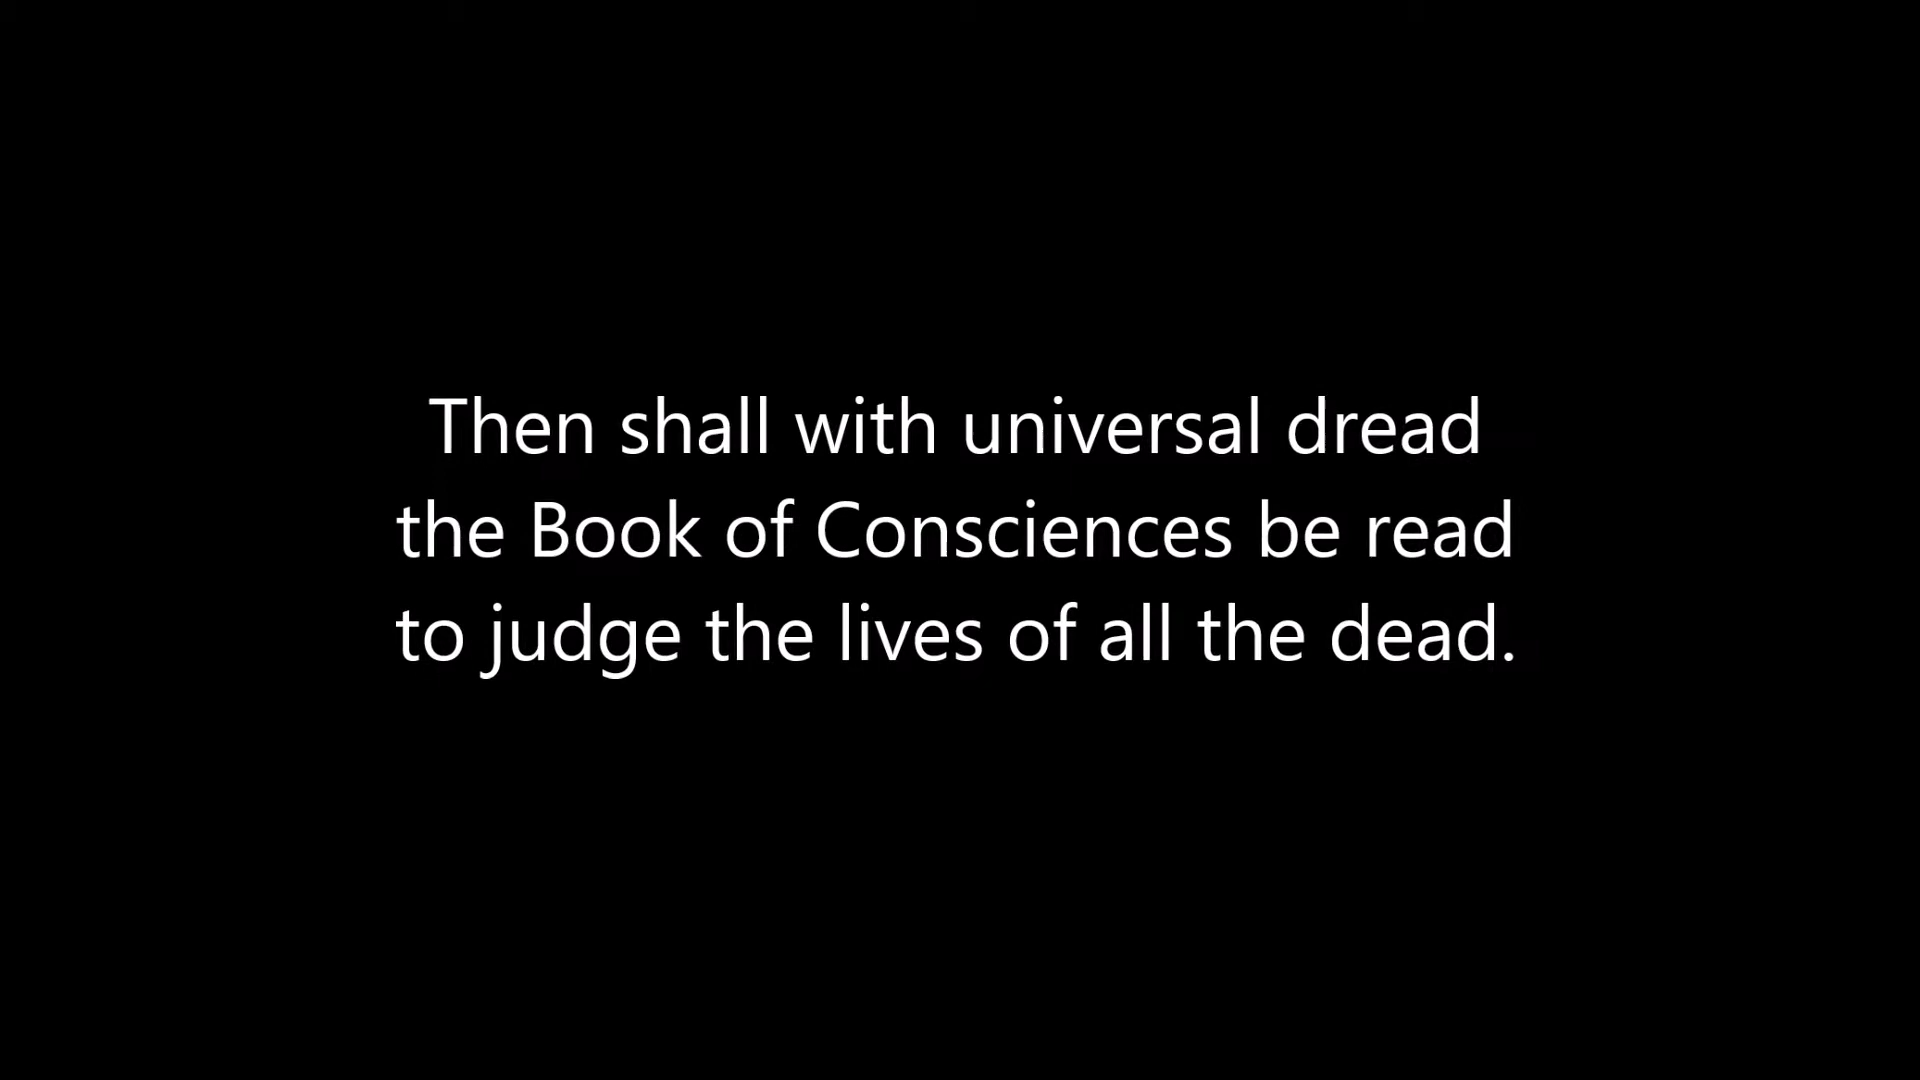 Then shall with universal dread
the Book of Consciences be read
to judge the lives of all the dead.